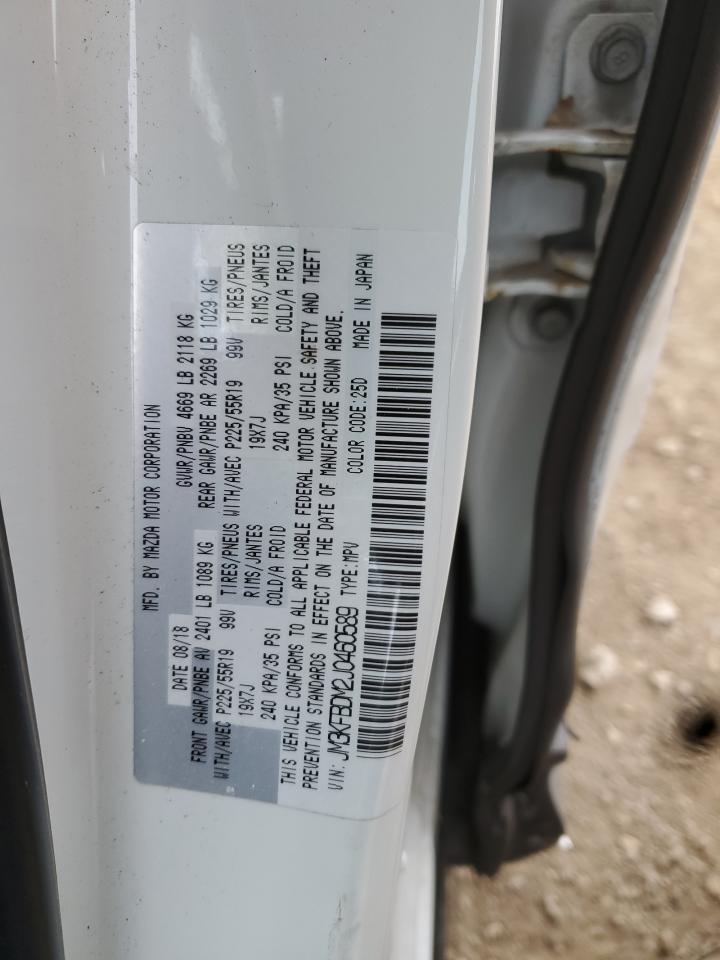 MFD. BY MAZDA MOTOR CORPORATION
DATE 08/18 GVWR/PNBV 4669 LB 2118 KG
FRONT GAWR/PNBE AV 2401 LB 1089 KG REAR GAWR/PNBE AR 2269 LB 1029 KG
WITH/AVEC P225/55R19 99V TIRES/PNEUS WITH/AVEC P225/55R19 99V TIRES/PNEUS
19X7J RIMS/JANTES 19X7J RIMS/JANTES
240 KPA/35 PSI COLD/A FROID 240 KPA/35 PSI COLD/A FROID
THIS VEHICLE CONFORMS TO ALL APPLICABLE FEDERAL MOTOR VEHICLE SAFETY AND THEFT
PREVENTION STANDARDS IN EFFECT ON THE DATE OF MANUFACTURE SHOWN ABOVE.
VIN: JM3KFBDM2J0460589 TYPE:MPV COLOR CODE:25D MADE IN JAPAN